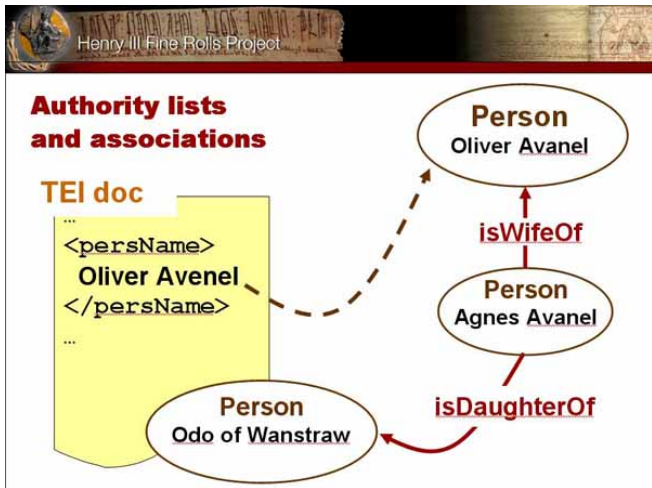 Henry III Fine Rolls Project
Authority lists
and associations
Person
Oliver Avanel
TEI doc
...
<persName>
Oliver Avenel
</persName>
...
isWifeOf
Person
Agnes Avanel
isDaughterOf
Person
Odo of Wanstraw